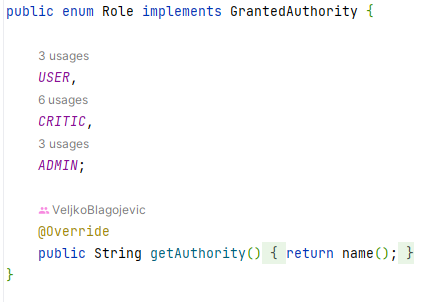 public enum Role implements GrantedAuthority {
3 usages
USER,
6 usages
CRITIC,
3 usages
ADMIN;
VeljkoBlagojevic
@Override
public String getAuthority() { return name(); }
}